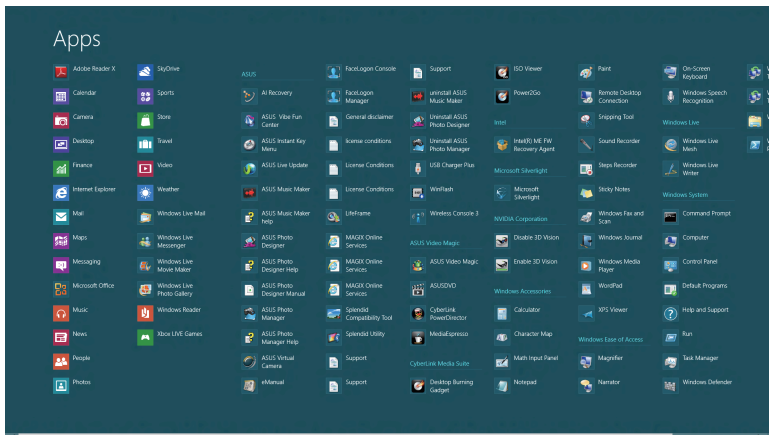 Apps
Adobe Reader X
Calendar
Camera
Desktop
Finance
Internet Explorer
Mail
Maps
Messaging
Microsoft Office
Music
News
People
Photos
SkyDrive
Sports
Store
Travel
Video
Weather
Windows Live Mail
Windows Live
Messenger
Windows Live
Movie Maker
Windows Live
Photo Gallery
Windows Reader
Xbox LIVE Games
ASUS
AI Recovery
ASUS Vibe Fun
Center
ASUS Instant Key
Menu
ASUS Live Update
ASUS Music Maker
ASUS Music Maker
help
ASUS Photo
Designer
ASUS Photo
Designer Help
ASUS Photo
Designer Manual
ASUS Photo
Manager
ASUS Photo
Manager Help
ASUS Virtual
Camera
eManual
FaceLogon Console
FaceLogon
Manager
General disclaimer
license conditions
License Conditions
License Conditions
LifeFrame
MAGIX Online
Services
MAGIX Online
Services
MAGIX Online
Services
Splendid
Compatibility Tool
Splendid Utility
Support
Support
Support
uninstall ASUS
Music Maker
Uninstall ASUS
Photo Designer
Uninstall ASUS
Photo Manager
USB Charger Plus
WinFlash
Wireless Console 3
ASUS Video Magic
ASUS Video Magic
ASUSDVD
CyberLink
PowerDirector
MediaEspresso
CyberLink Media Suite
Desktop Burning
Gadget
ISO Viewer
Power2Go
Intel
Intel(R) ME FW
Recovery Agent
Microsoft Silverlight
Microsoft
Silverlight
NVIDIA Corporation
Disable 3D Vision
Enable 3D Vision
Windows Accessories
Calculator
Character Map
Math Input Panel
Notepad
Paint
Remote Desktop
Connection
Snipping Tool
Sound Recorder
Steps Recorder
Sticky Notes
Windows Fax and
Scan
Windows Journal
Windows Media
Player
WordPad
XPS Viewer
Windows Ease of Access
Magnifier
Narrator
On-Screen
Keyboard
Windows Speech
Recognition
Windows Live
Windows Live
Mesh
Windows Live
Writer
Windows System
Command Prompt
Computer
Control Panel
Default Programs
Help and Support
Run
Task Manager
Windows Defender